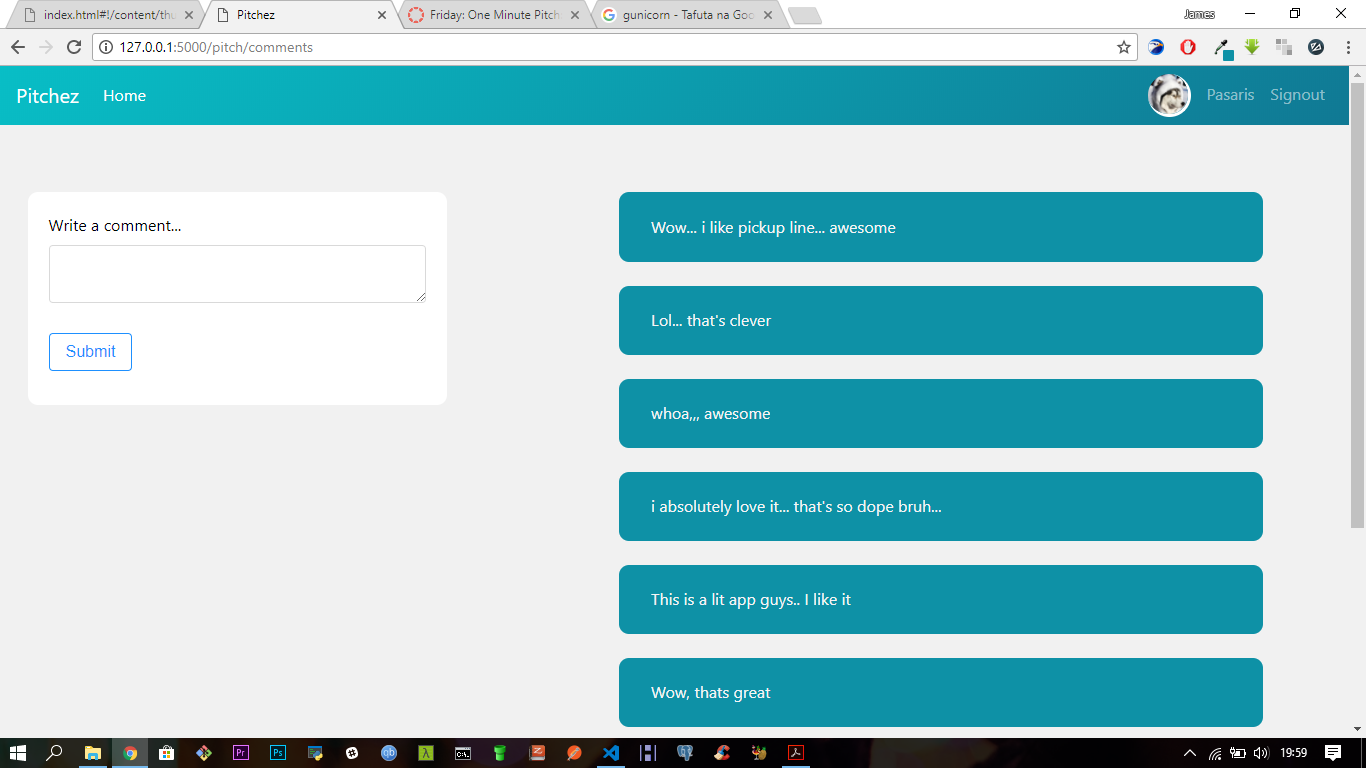 index.html#!/content/thu
Pitchez
Friday: One Minute Pitch
gunicorn - Tafuta na Goo
James
127.0.0.1:5000/pitch/comments
Pitchez
Home
Pasaris
Signout
Write a comment...
Submit
Wow... i like pickup line... awesome
Lol... that's clever
whoa,,, awesome
i absolutely love it... that's so dope bruh...
This is a lit app guys.. I like it
Wow, thats great
Pr
Ps
qb
λ
C:\.
19:59